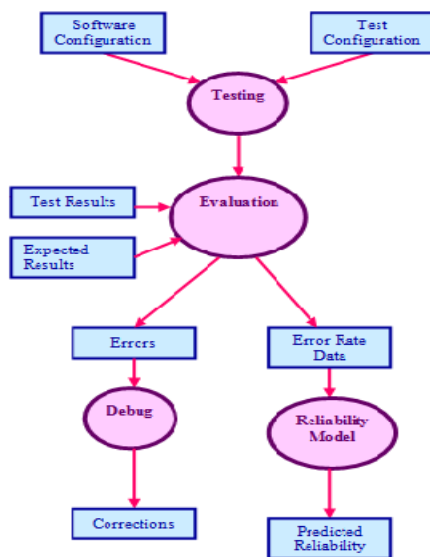 Software
Configuration
Test
Configuration
Testing
Test Results
Evaluation
Expected
Results
Errors
Error Rate
Data
Debug
Reliability
Model
Corrections
Predicted
Reliability